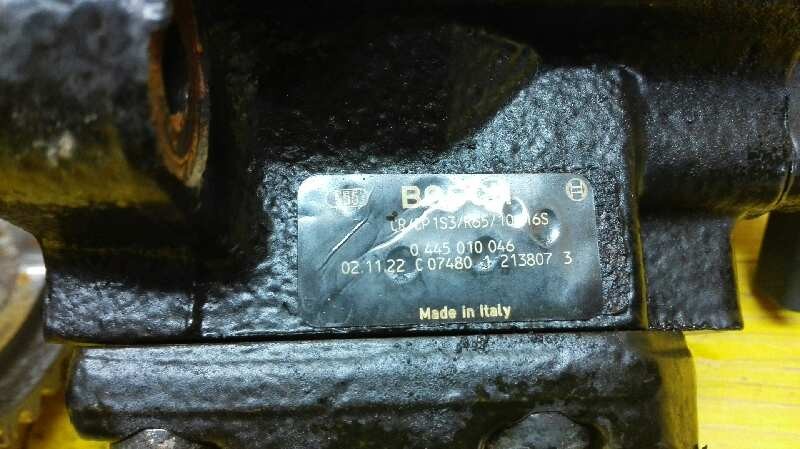 BOSCH
CR/CP1S3/R65/10-16S
0 445 010 046
02.11.22 C 07480 1 213807 3
Made in Italy